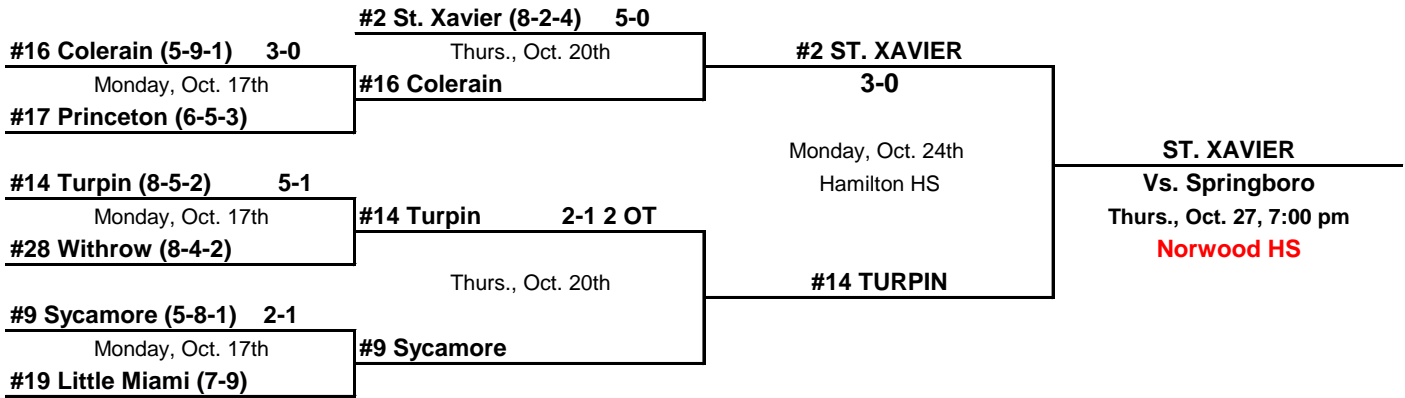 #2 St. Xavier (8-2-4) 5-0
#16 Colerain (5-9-1) 3-0
Thurs., Oct. 20th
#2 ST. XAVIER
Monday, Oct. 17th
#16 Colerain
3-0
#17 Princeton (6-5-3)
Monday, Oct. 24th
ST. XAVIER
#14 Turpin (8-5-2) 5-1
Hamilton HS
Vs. Springboro
Monday, Oct. 17th
#14 Turpin 2-1 2 OT
Thurs., Oct. 27, 7:00 pm
#28 Withrow (8-4-2)
Norwood HS
Thurs., Oct. 20th
#14 TURPIN
#9 Sycamore (5-8-1) 2-1
Monday, Oct. 17th
#9 Sycamore
#19 Little Miami (7-9)